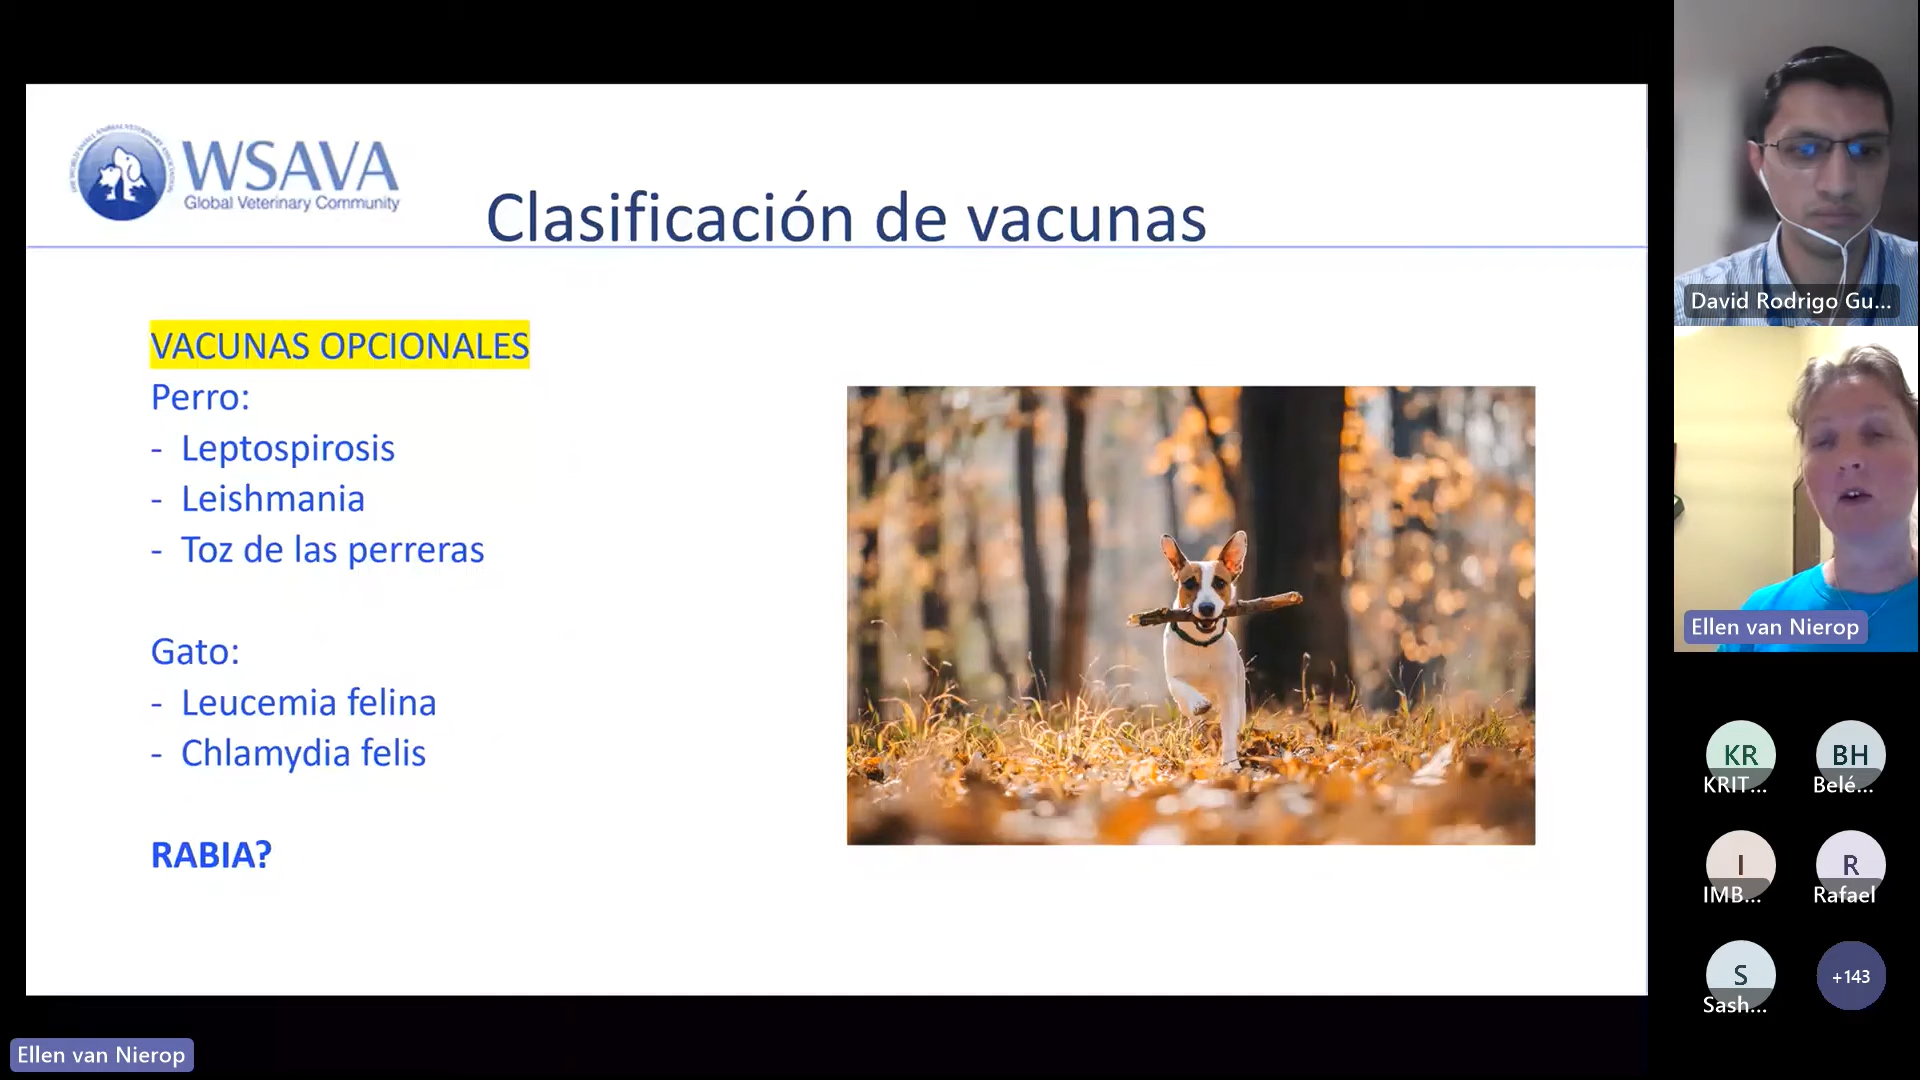 WSAVA
Global Veterinary Community
Clasificación de vacunas
VACUNAS OPCIONALES
Perro:
- Leptospirosis
- Leishmania
- Toz de las perreras
Gato:
- Leucemia felina
- Chlamydia felis
RABIA?
David Rodrigo Gu...
Ellen van Nierop
KR
KRIT...
BH
Belé...
I
IMB...
R
Rafael
S
Sash...
+143
Ellen van Nierop